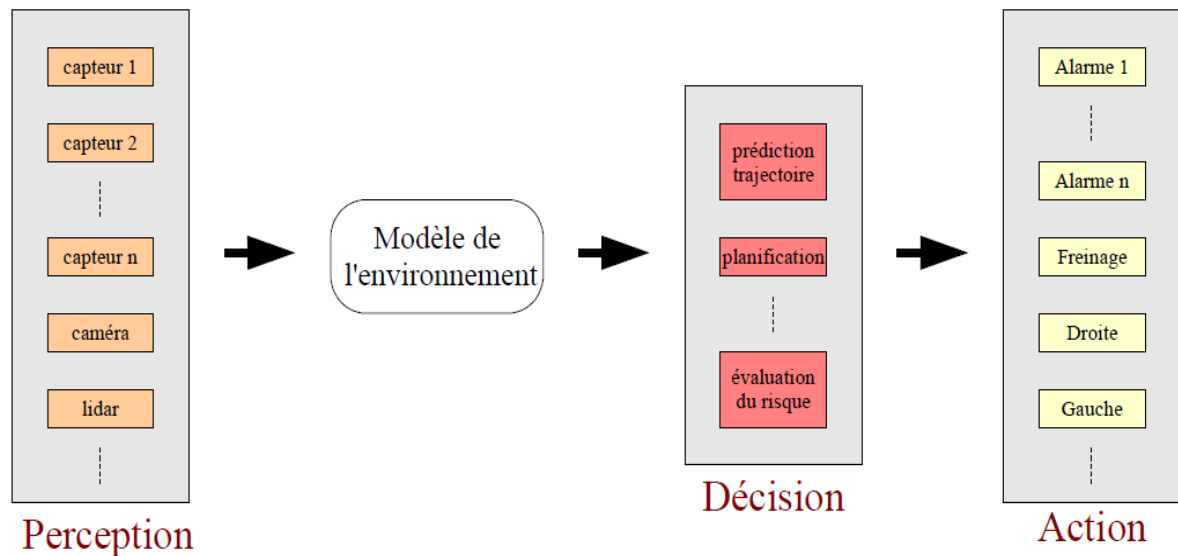 capteur 1
capteur 2
capteur n
caméra
lidar
Perception
Modèle de
l'environnement
prédiction
trajectoire
planification
évaluation
du risque
Décision
Alarme 1
Alarme n
Freinage
Droite
Gauche
Action